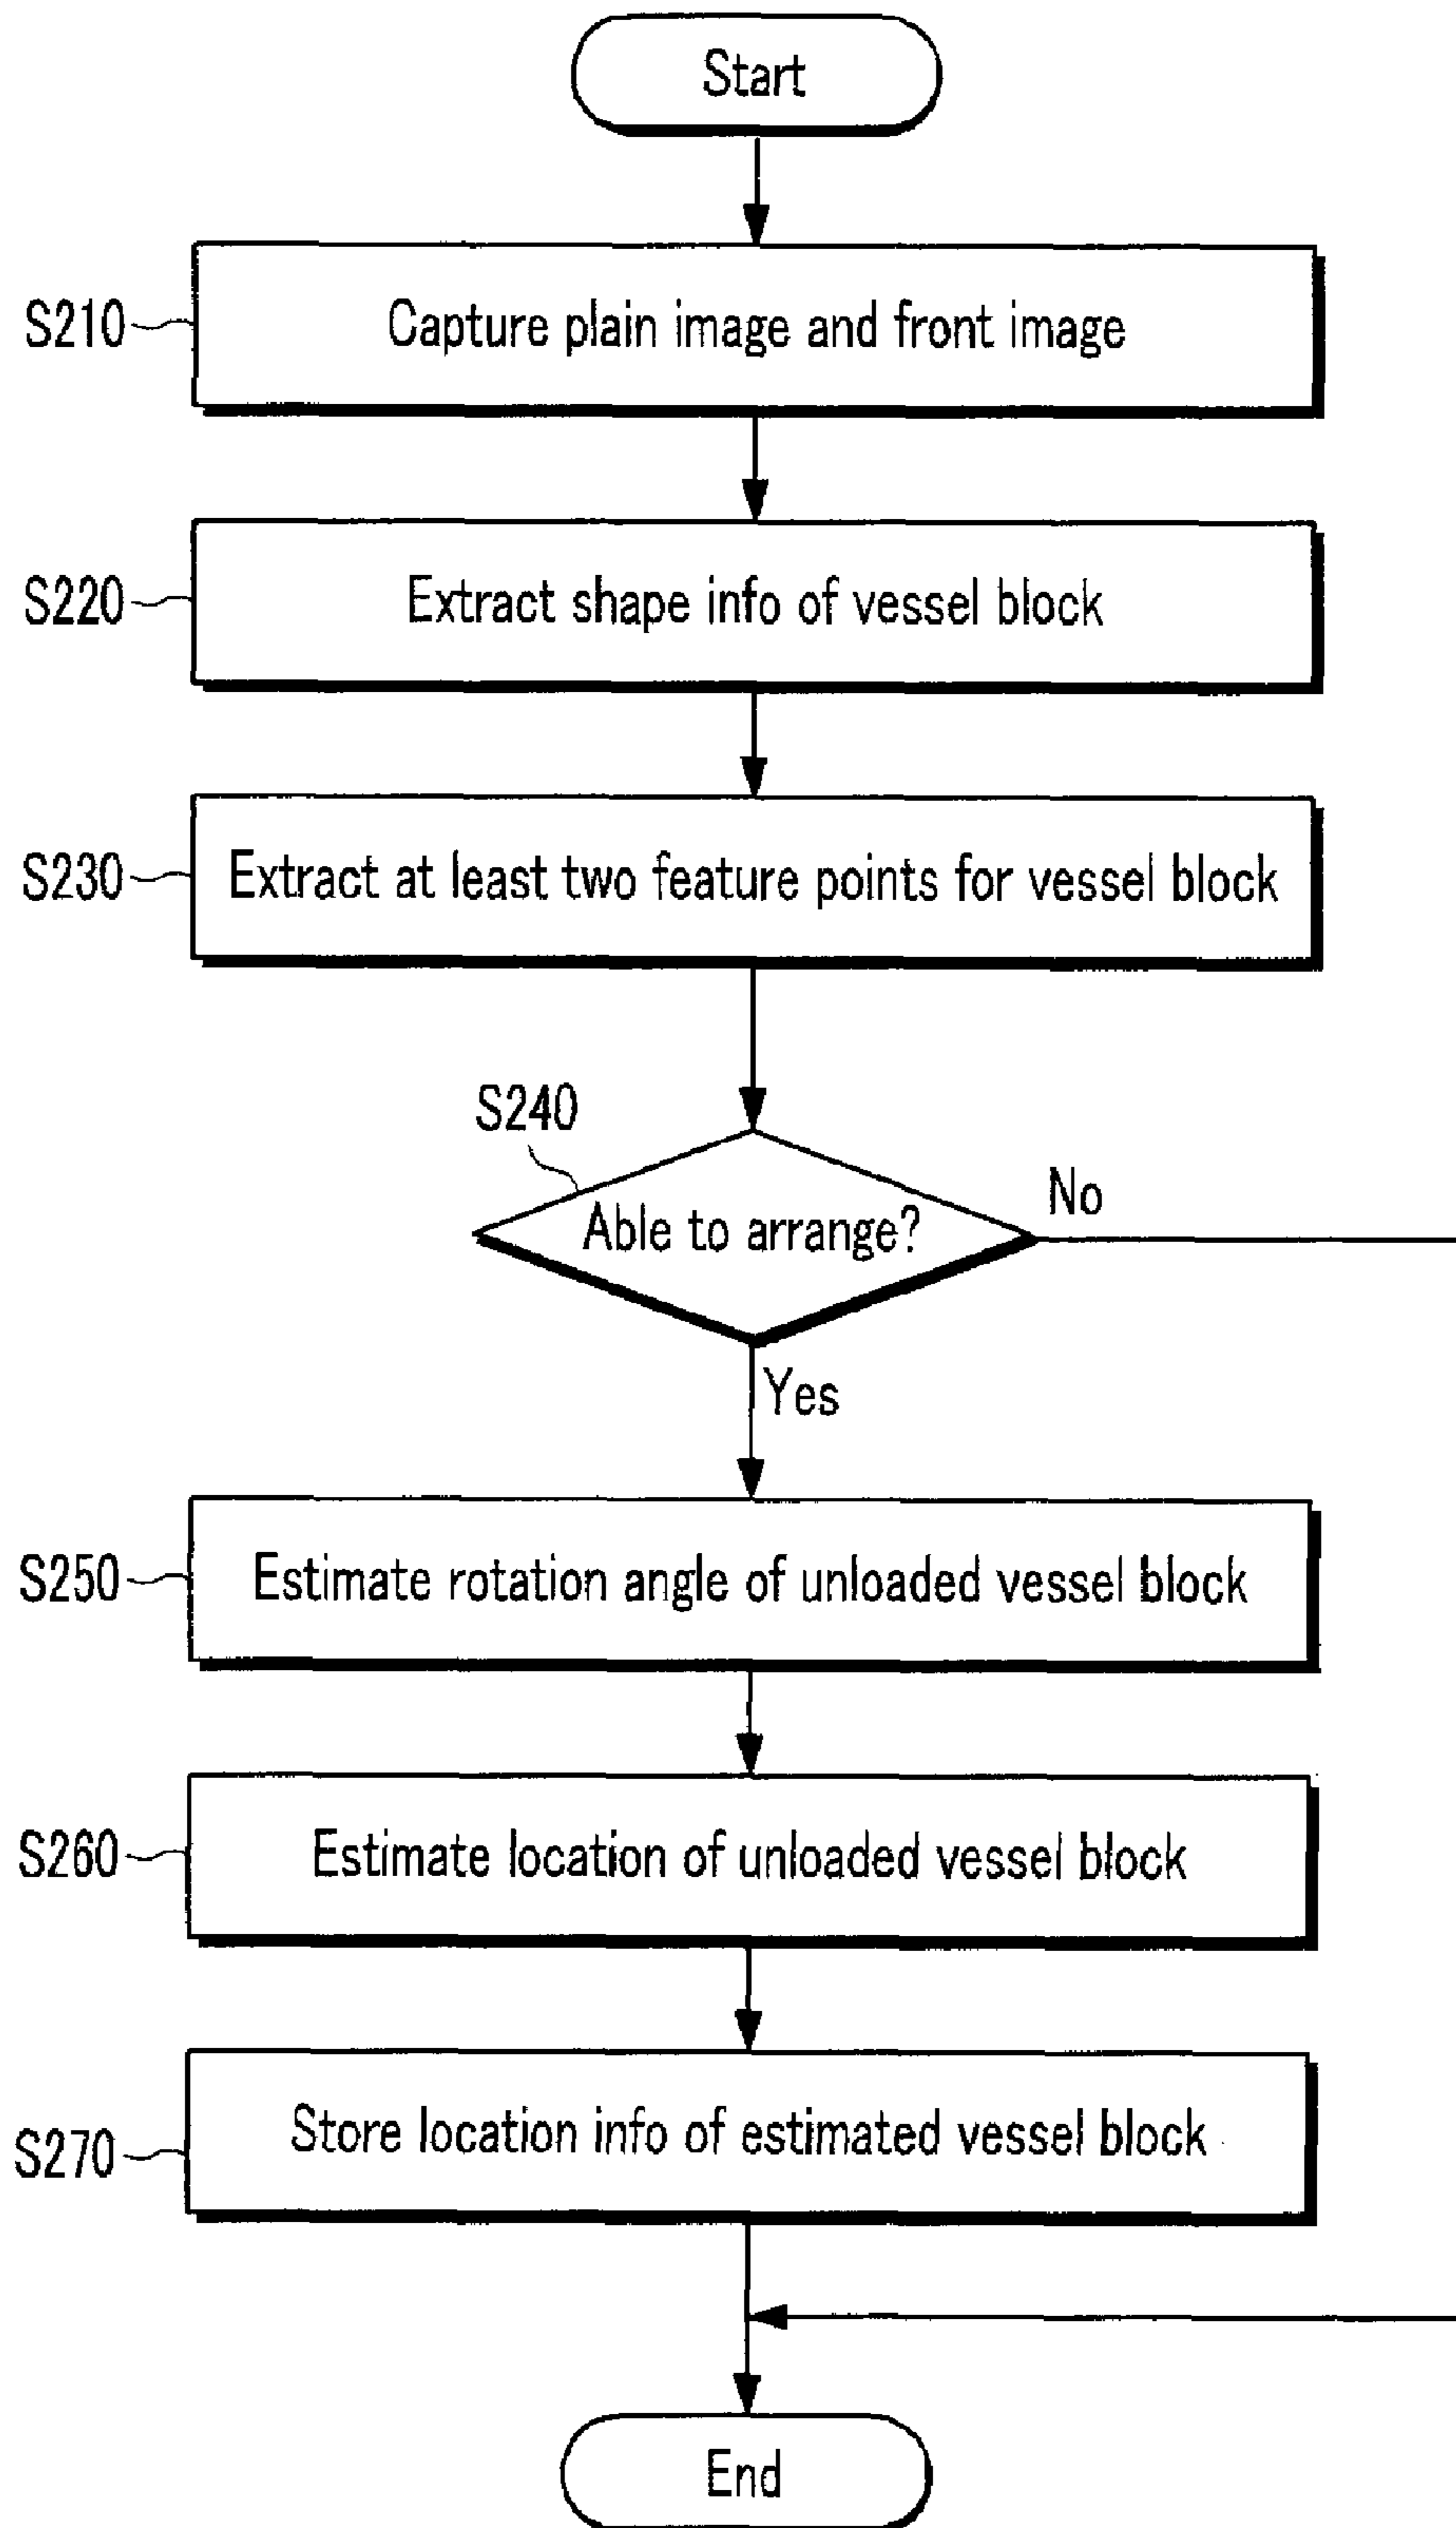 Start
S210
Capture plain image and front image
S220
Extract shape info of vessel block
S230
Extract at least two feature points for vessel block
S240
Able to arrange?
No
Yes
S250
Estimate rotation angle of unloaded vessel block
S260
Estimate location of unloaded vessel block
S270
Store location info of estimated vessel block
End